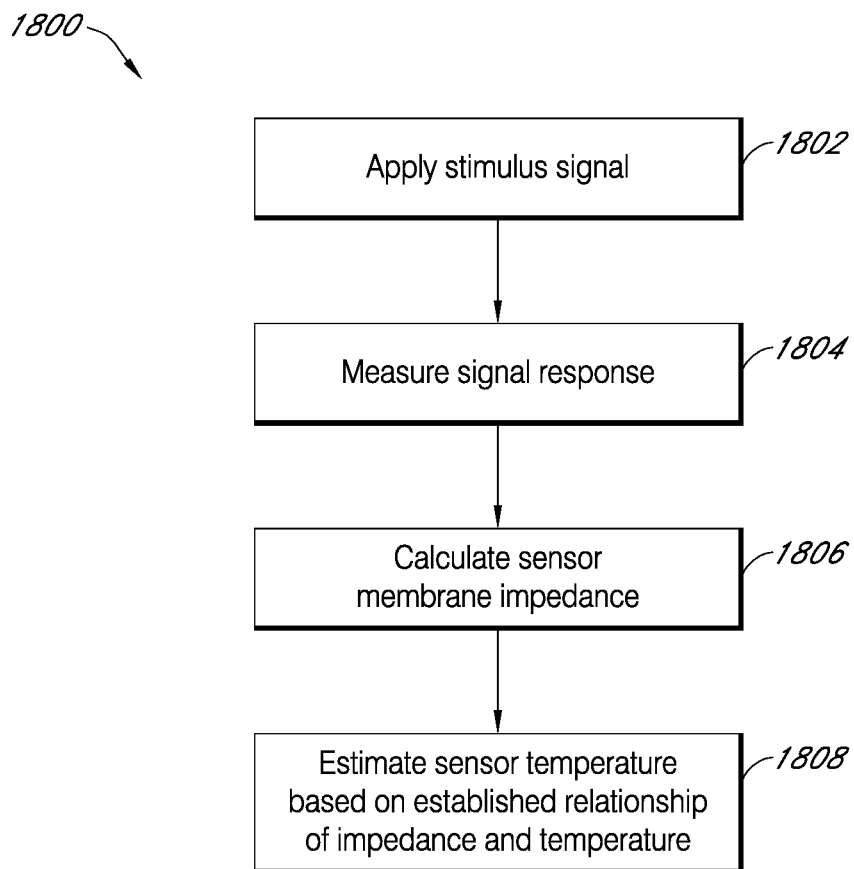 1800
Apply stimulus signal
1802
Measure signal response
1804
Calculate sensor
membrane impedance
1806
Estimate sensor temperature
based on established relationship
of impedance and temperature
1808